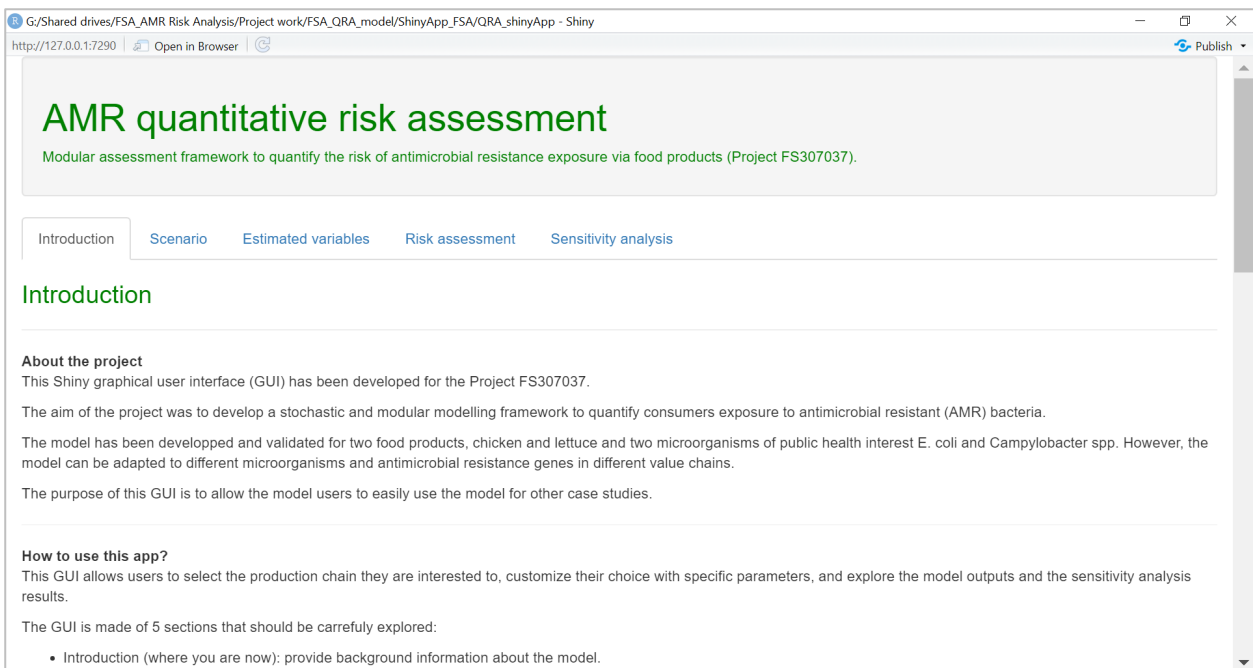 G:/Shared drives/FSA_AMR Risk Analysis/Project work/FSA_QRA_model/ShinyApp_FSA/QRA_shinyApp - Shiny
http://127.0.0.1:7290 Open in Browser Publish
AMR quantitative risk assessment
Modular assessment framework to quantify the risk of antimicrobial resistance exposure via food products (Project FS307037).
Introduction Scenario Estimated variables Risk assessment Sensitivity analysis
Introduction
About the project
This Shiny graphical user interface (GUI) has been developed for the Project FS307037.
The aim of the project was to develop a stochastic and modular modelling framework to quantify consumers exposure to antimicrobial resistant (AMR) bacteria.
The model has been developped and validated for two food products, chicken and lettuce and two microorganisms of public health interest E. coli and Campylobacter spp. However, the
model can be adapted to different microorganisms and antimicrobial resistance genes in different value chains.
The purpose of this GUI is to allow the model users to easily use the model for other case studies.
How to use this app?
This GUI allows users to select the production chain they are interested to, customize their choice with specific parameters, and explore the model outputs and the sensitivity analysis
results.
The GUI is made of 5 sections that should be carrefuly explored:
• Introduction (where you are now): provide background information about the model.